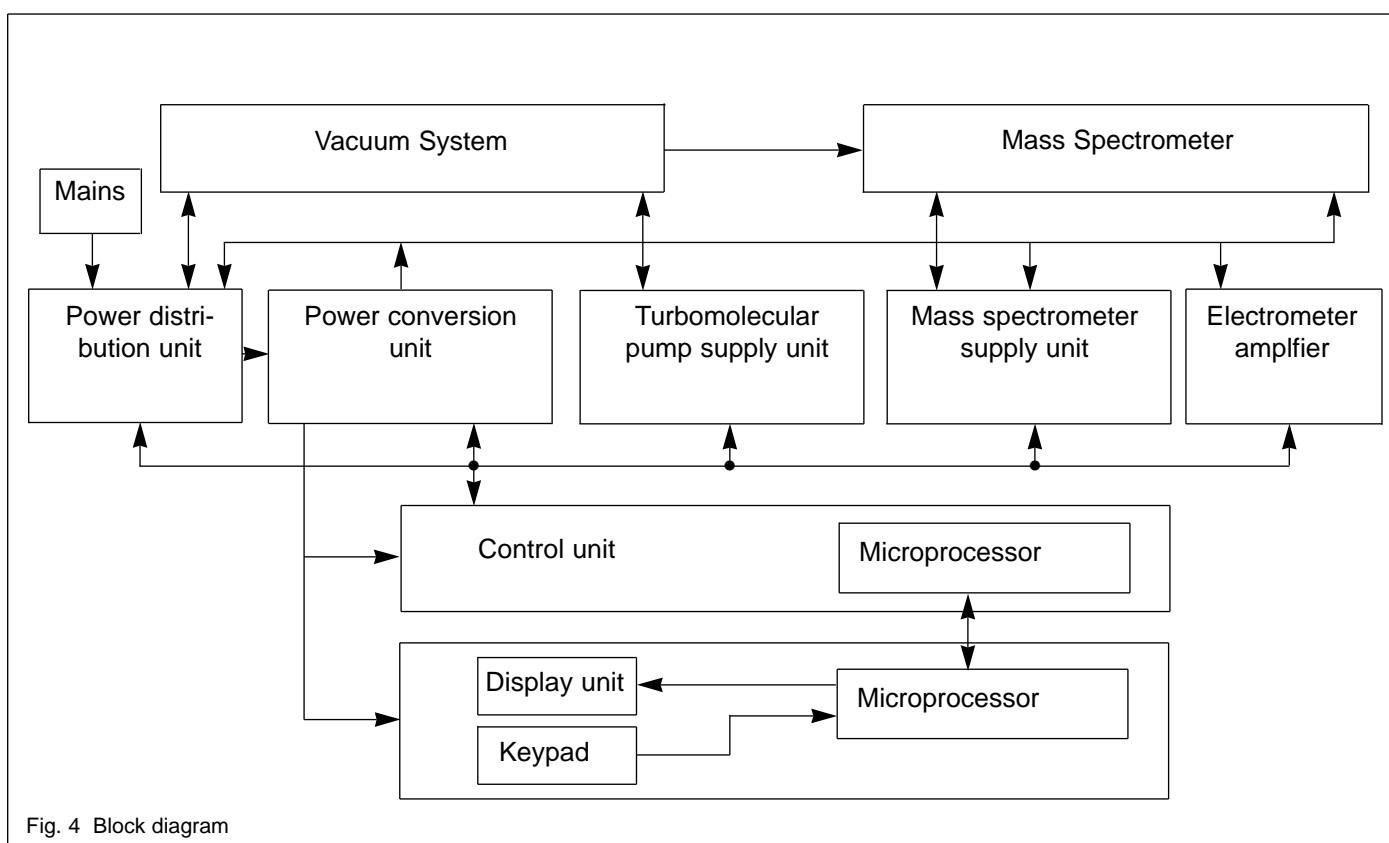 Vacuum System
Mass Spectrometer
Mains
Power distri-
bution unit
Power conversion
unit
Turbomolecular
pump supply unit
Mass spectrometer
supply unit
Electrometer
amplfier
Control unit
Microprocessor
Display unit
Microprocessor
Keypad
Fig. 4 Block diagram